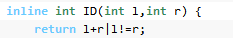 inline int ID(int l,int r) {
    return l+r|l!=r;